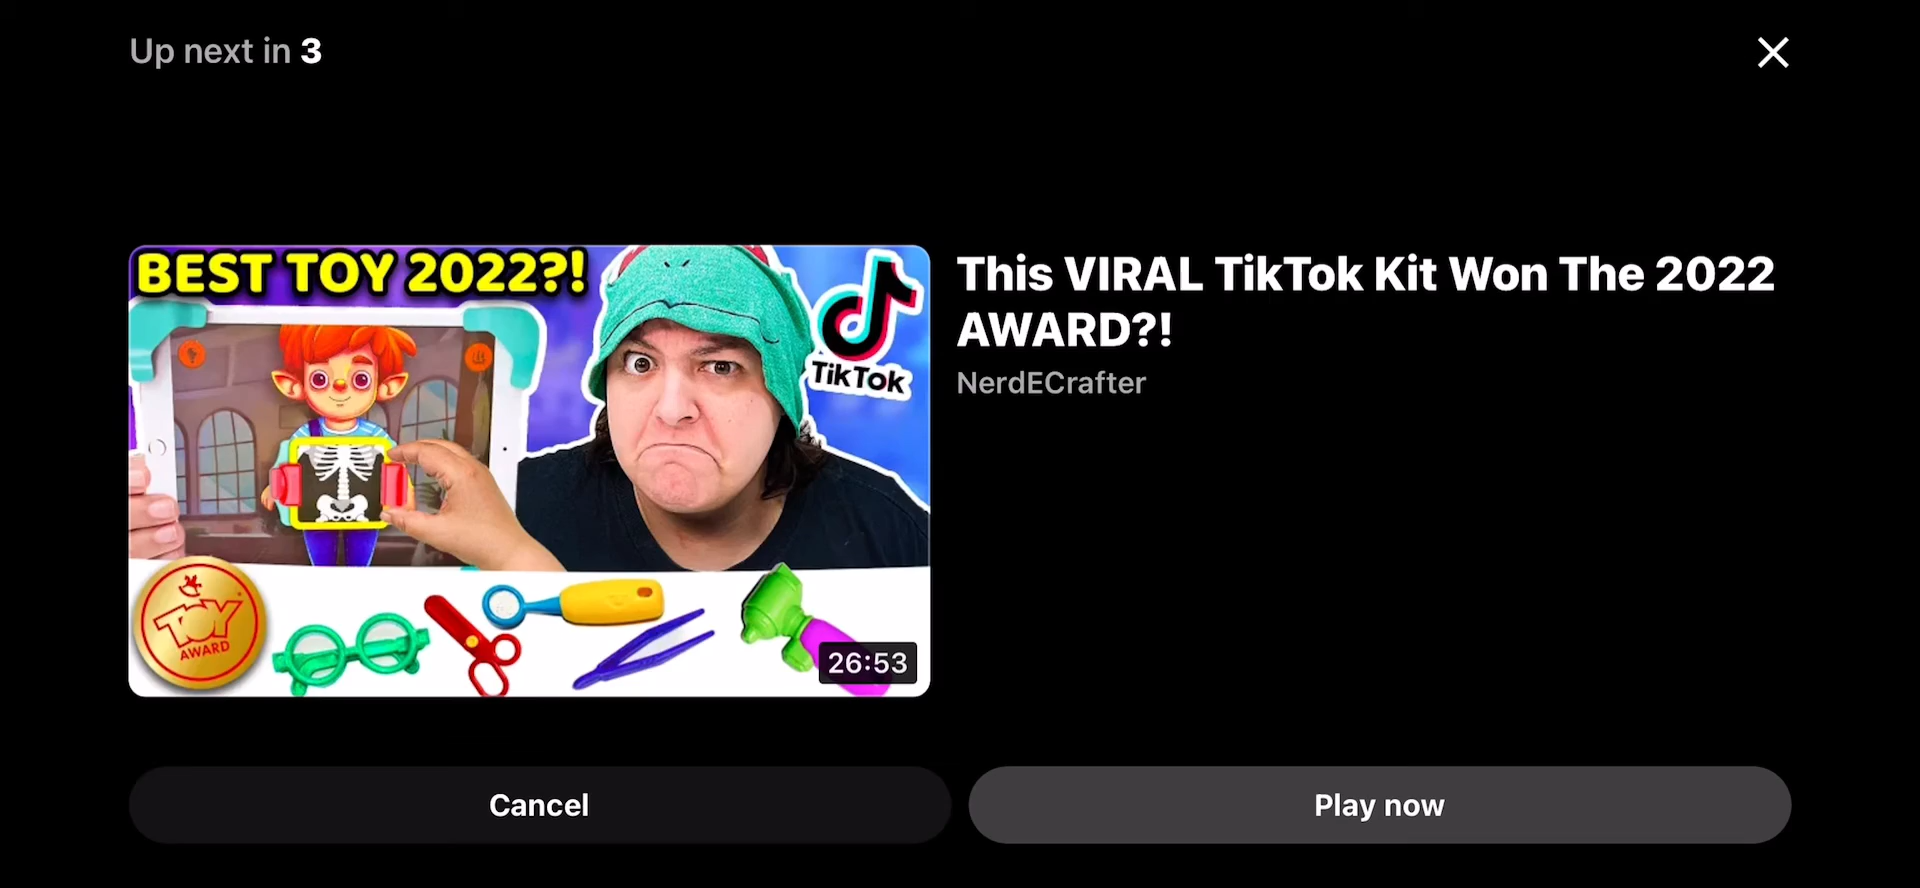 Up next in 3
BEST TOY 2022?!
TikTok
TOY
AWARD
26:53
This VIRAL TikTok Kit Won The 2022
AWARD?!
NerdECrafter
Cancel
Play now